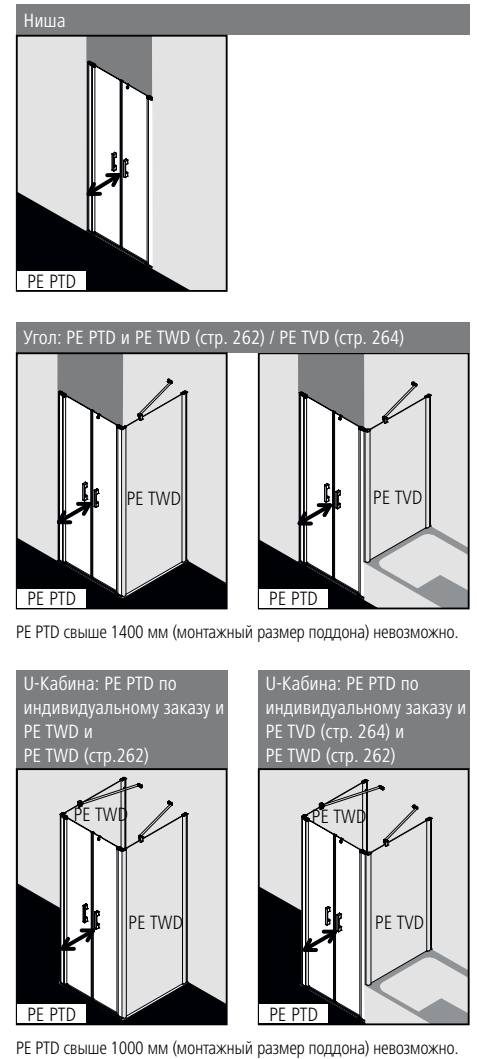 Ниша
PE PTD
Угол: PE PTD и PE TWD (стр. 262) / PE TVD (стр. 264)
PE TWD
PE PTD
PE TVD
PE PTD
PE PTD свыше 1400 мм (монтажный размер поддона) невозможно.
U-Кабина: PE PTD по
индивидуальному заказу и
PE TWD и
PE TWD (стр.262)
PE TWD
PE TWD
PE PTD
U-Кабина: PE PTD по
индивидуальному заказу и
PE TVD (стр. 264) и
PE TWD (стр. 262)
PE TWD
PE TVD
PE PTD
PE PTD свыше 1000 мм (монтажный размер поддона) невозможно.